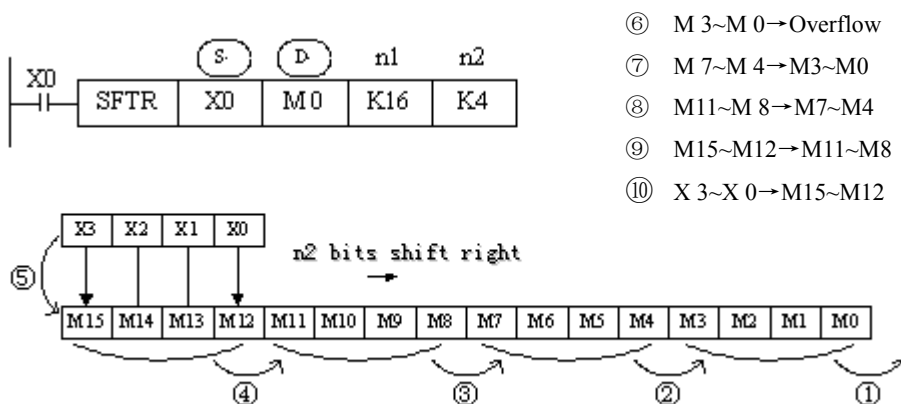 ⑥ M 3~M 0→Overflow
⑦ M 7~M 4→M3~M0
⑧ M11~M 8→M7~M4
⑨ M15~M12→M11~M8
⑩ X 3~X 0→M15~M12
S· D· n1 n2
X0
SFTR X0 M0 K16 K4
X3 X2 X1 X0
n2 bits shift right
→
⑤
M15 M14 M13 M12 M11 M10 M9 M8 M7 M6 M5 M4 M3 M2 M1 M0
④ ③ ② ①